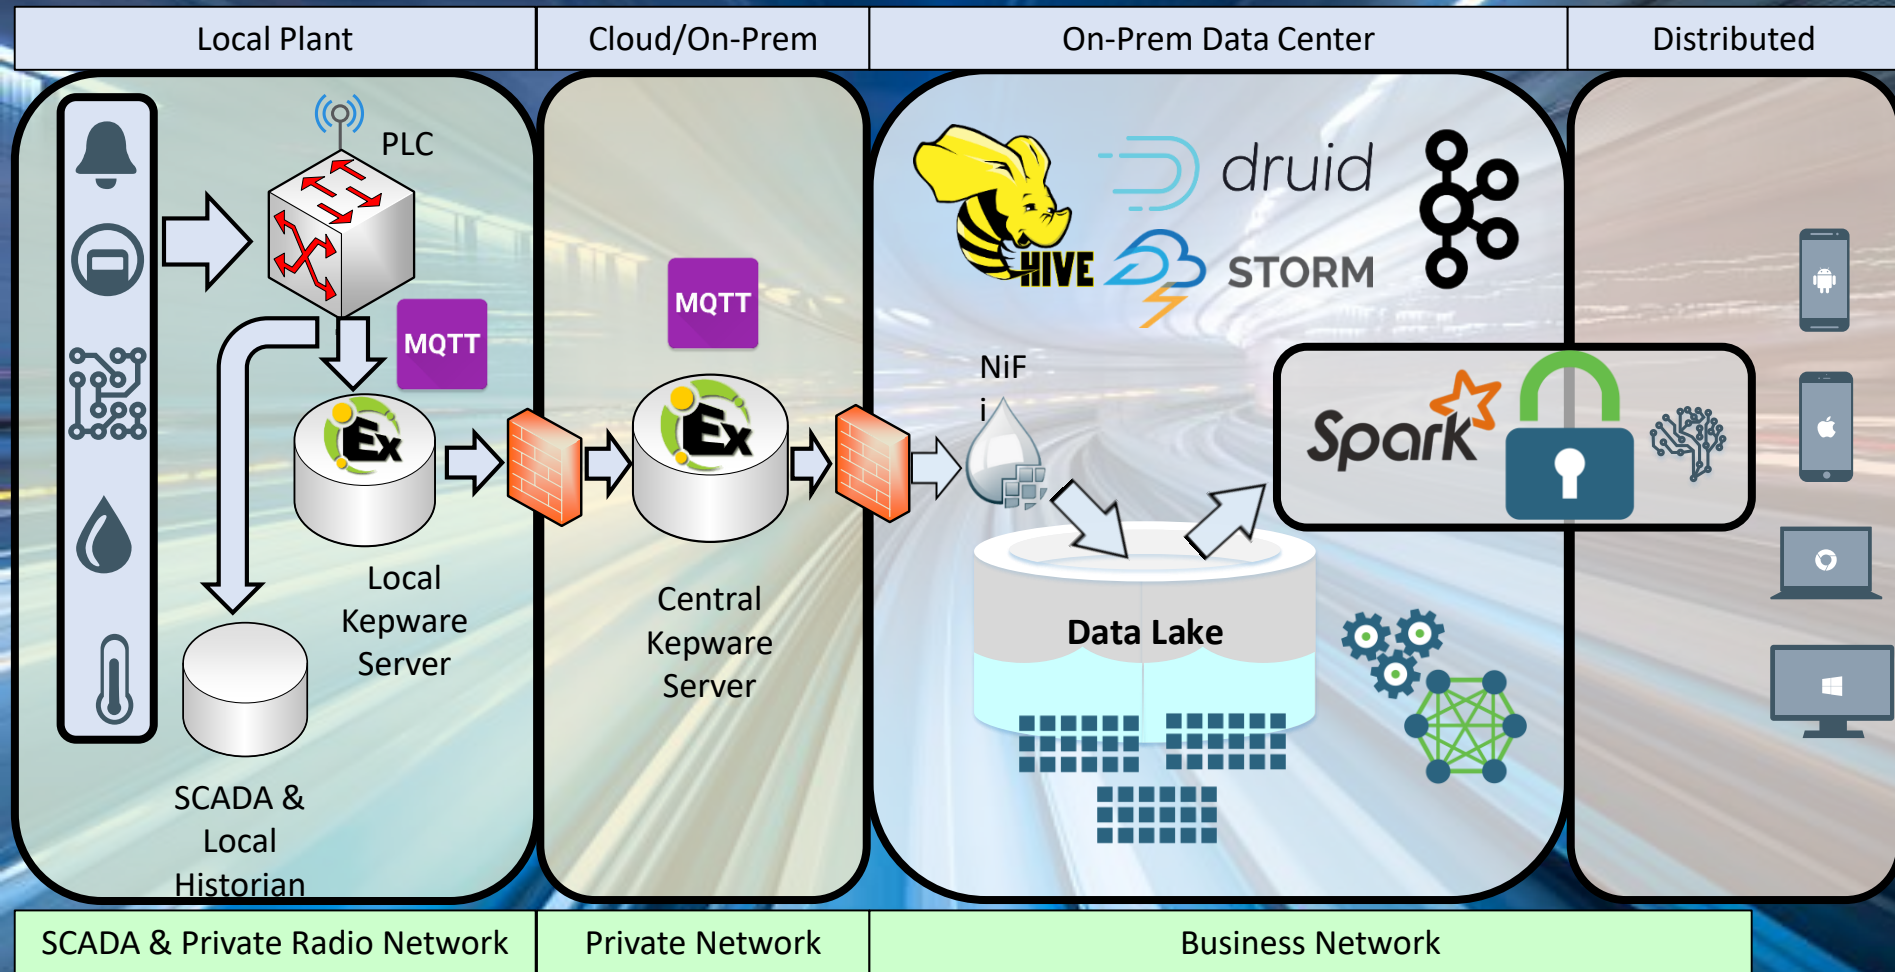 Local Plant
Cloud/On-Prem
On-Prem Data Center
Distributed
PLC
MQTT
Ex
Local
Kepware
Server
SCADA &
Local
Historian
MQTT
Ex
Central
Kepware
Server
HIVE
druid
STORM
NiF
i
Spark
Data Lake
SCADA & Private Radio Network
Private Network
Business Network